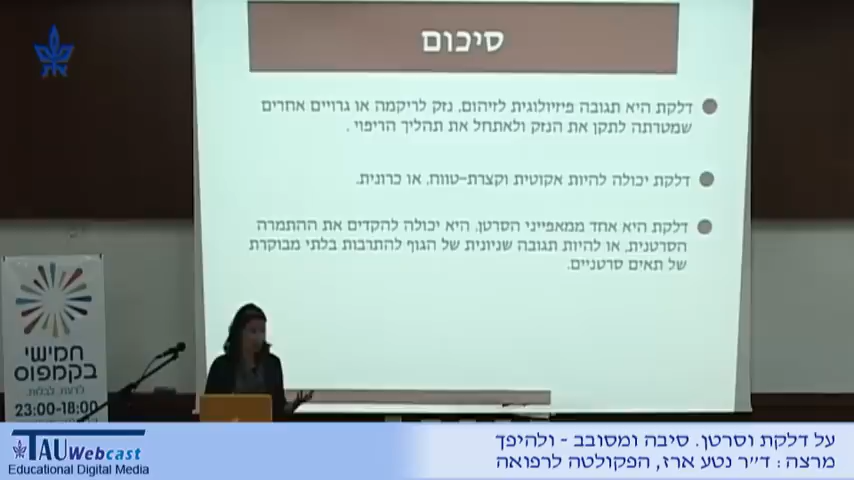 סיכום
דלקת היא תגובה פיזיולוגית לזיהום, נזק לריקמה או גרויים אחרים
שמטרתה לתקן את הנזק ולאתחל את תהליך הריפוי.
דלקת יכולה להיות אקוטית וקצרת-טווח, או כרונית.
דלקת היא אחד ממאפייני הסרטן, היא יכולה להקדים את ההתמרה
הסרטנית, או להיות תגובה שניונית של הגוף להתרבות בלתי מבוקרת
של תאים סרטניים.
חמישי
בקמפוס
לדעת לבלות.
23:00-18:00
TAU Webcast
Educational Digital Media
על דלקת וסרטן. סיבה ומסובב - ולהיפך
מרצה: ד״ר נטע ארז, הפקולטה לרפואה